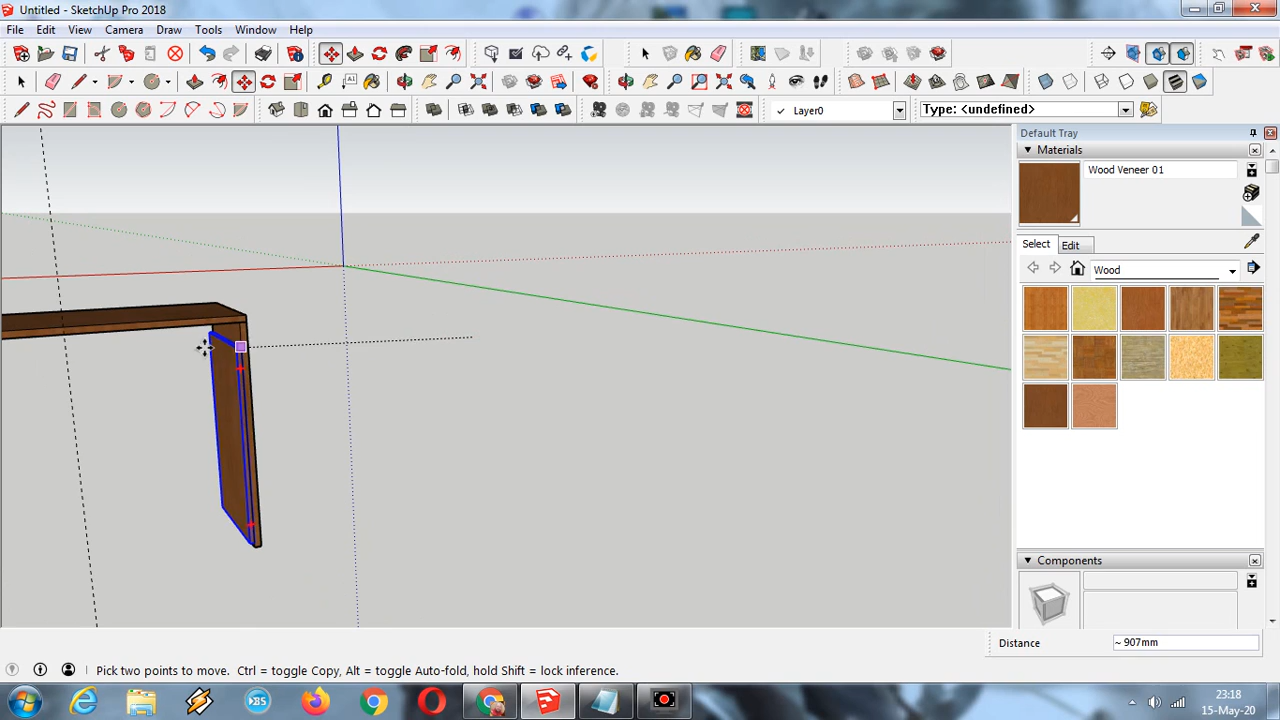 Untitled - SketchUp Pro 2018
File Edit View Camera Draw Tools Window Help
Layer0
Type: <undefined>
Default Tray
Materials
Wood Veneer 01
Select Edit
Wood
Components
Distance ~ 907mm
Pick two points to move. Ctrl = toggle Copy, Alt = toggle Auto-fold, hold Shift = lock inference.
23:18
15-May-20